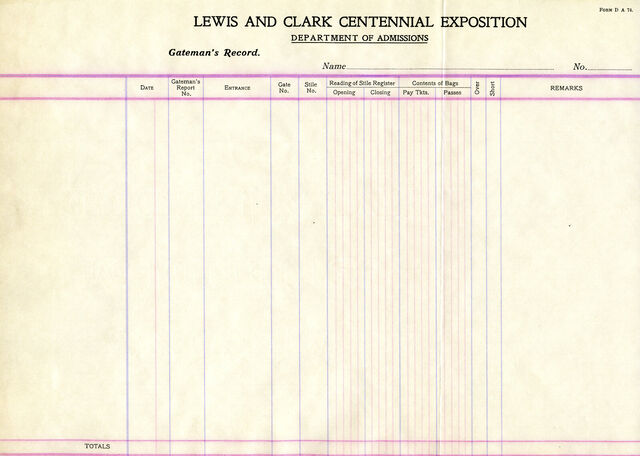 FORM D A 74.
LEWIS AND CLARK CENTENNIAL EXPOSITION
DEPARTMENT OF ADMISSIONS
Gateman's Record.
Name
No.
DATE
Gateman's
Report
No.
ENTRANCE
Gate
No.
Stile
No.
Reading of Stile Register
Opening
Closing
Contents of Bags
Pay Tkts.
Passes
Over
Short
REMARKS
TOTALS